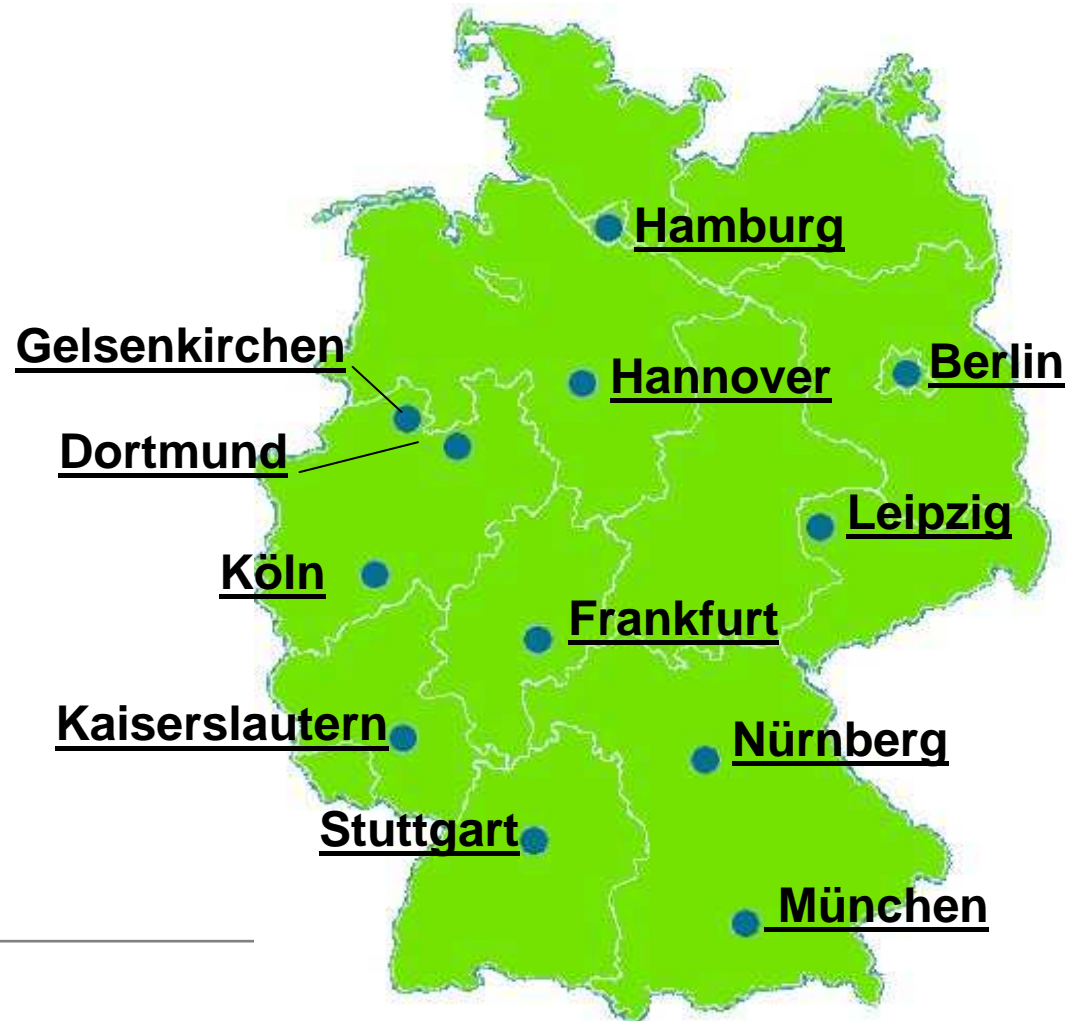 Hamburg
Gelsenkirchen
Hannover
Berlin
Dortmund
Leipzig
Köln
Frankfurt
Kaiserslautern
Nürnberg
Stuttgart
München